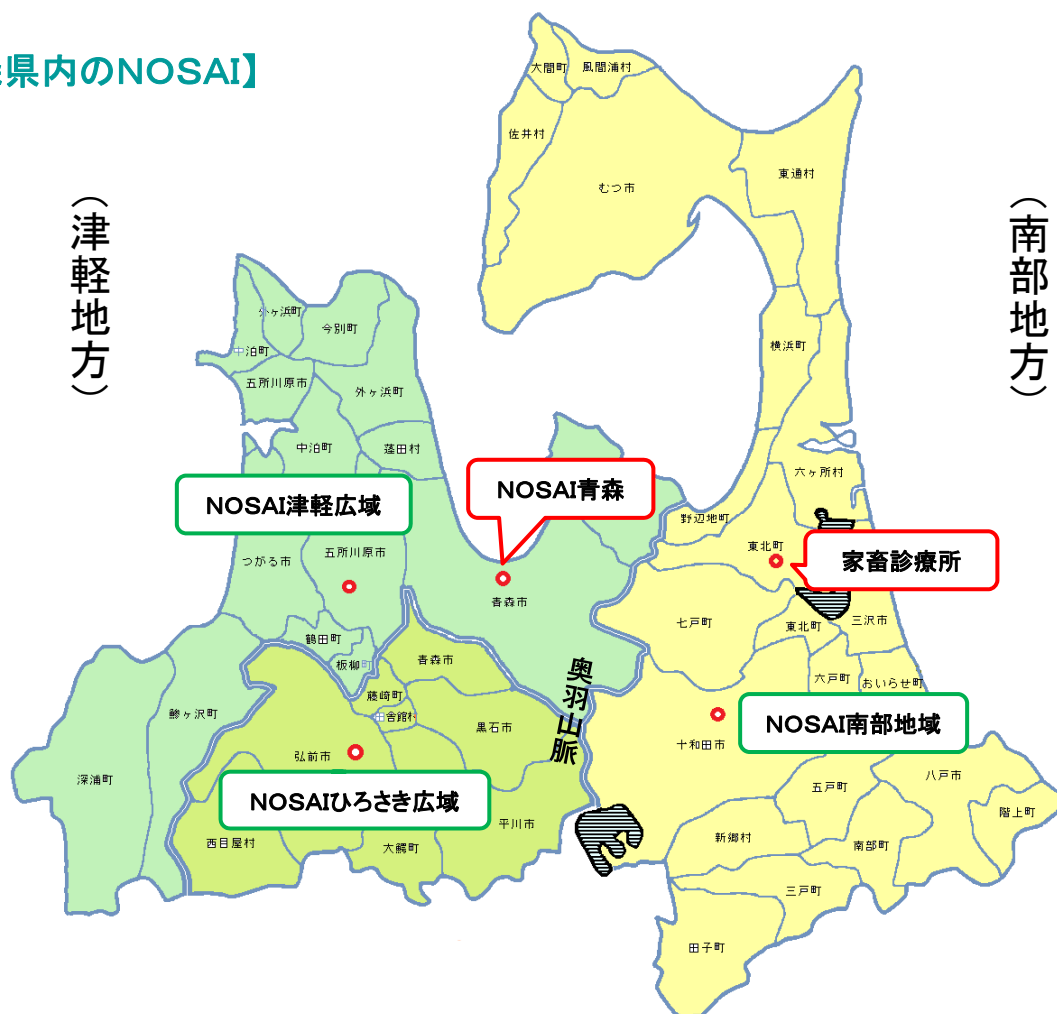 県内のNOSAI】
(津軽地方)
(南部地方)
大間町
風間浦村
佐井村
むつ市
東通村
横浜町
外ヶ浜町
今別町
中泊町
五所川原市
外ヶ浜町
中泊町
蓬田村
六ヶ所村
NOSAI津軽広域
NOSAI青森
野辺地町
つがる市
五所川原市
東北町
家畜診療所
青森市
七戸町
東北町
三沢市
鶴田町
板柳町
青森市
藤崎町
田舎館村
黒石市
奥羽山脈
六戸町
おいらせ町
鰺ヶ沢町
NOSAI南部地域
十和田市
弘前市
深浦町
NOSAIひろさき広域
五戸町
八戸市
階上町
平川市
西目屋村
大鰐町
新郷村
南部町
三戸町
田子町